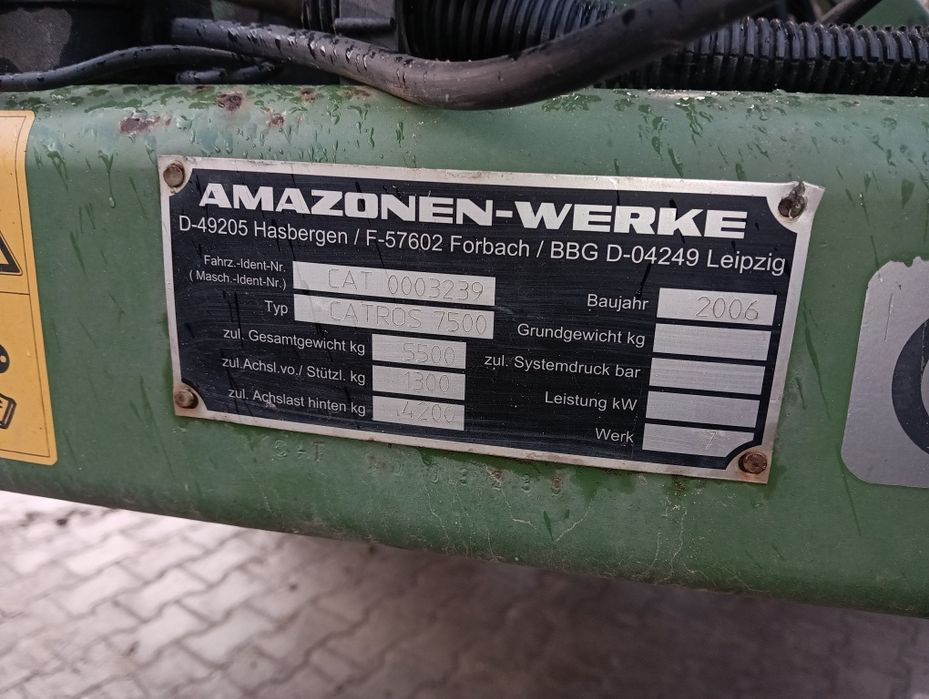 AMAZONEN-WERKE
D-49205 Hasbergen / F-57602 Forbach / BBG D-04249 Leipzig
Fahrz.-Ident-Nr.
( Masch.-Ident-Nr.) CAT 0003239
Typ CATROS 7500
zul. Gesamtgewicht kg 5500
zul.Achsl.vo./ Stützl. kg 1300
zul. Achslast hinten kg 4200
Baujahr 2006
Grundgewicht kg
zul. Systemdruck bar
Leistung kW
Werk 7